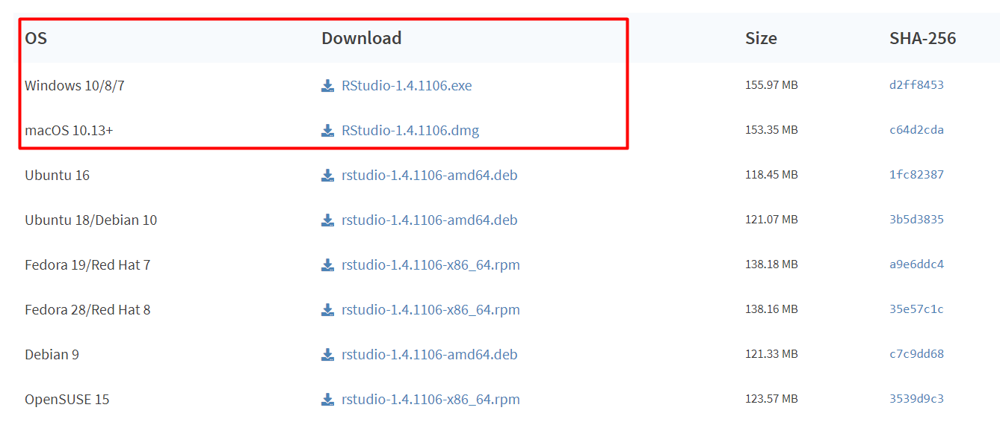 OS Download Size SHA-256
Windows 10/8/7 RStudio-1.4.1106.exe 155.97 MB d2ff8453
macOS 10.13+ RStudio-1.4.1106.dmg 153.35 MB c64d2cda
Ubuntu 16 rstudio-1.4.1106-amd64.deb 118.45 MB 1fc82387
Ubuntu 18/Debian 10 rstudio-1.4.1106-amd64.deb 121.07 MB 3b5d3835
Fedora 19/Red Hat 7 rstudio-1.4.1106-x86_64.rpm 138.18 MB a9e6ddc4
Fedora 28/Red Hat 8 rstudio-1.4.1106-x86_64.rpm 138.16 MB 35e57c1c
Debian 9 rstudio-1.4.1106-amd64.deb 121.33 MB c7c9dd68
OpenSUSE 15 rstudio-1.4.1106-x86_64.rpm 123.57 MB 3539d9c3